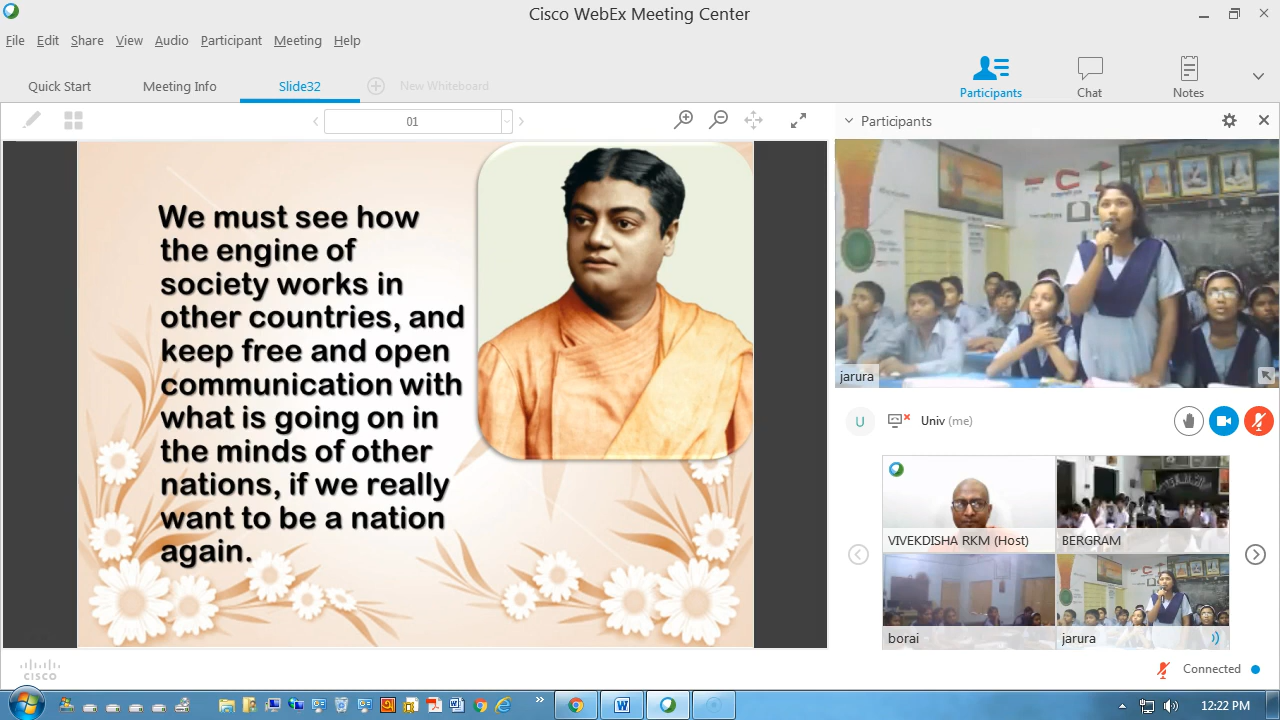 Cisco WebEx Meeting Center
File Edit Share View Audio Participant Meeting Help
Quick Start Meeting Info Slide32 New Whiteboard
Participants Chat Notes
01
Participants
We must see how
the engine of
society works in
other countries, and
keep free and open
communication with
what is going on in
the minds of other
nations, if we really
want to be a nation
again.
jarura
U Univ (me)
VIVEKDISHA RKM (Host)
BERGRAM
borai
jarura
CISCO
Connected
12:22 PM